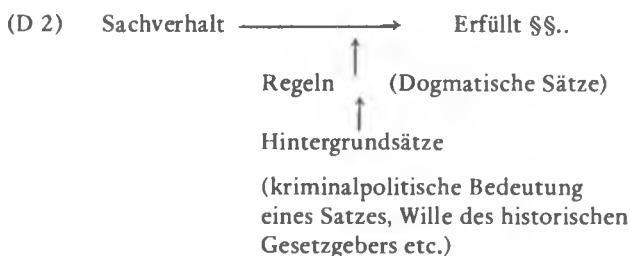 (D 2) Sachverhalt Erfüllt §§..
Regeln (Dogmatische Sätze)
Hintergrundsätze
(kriminalpolitische Bedeutung
eines Satzes, Wille des historischen
Gesetzgebers etc.)